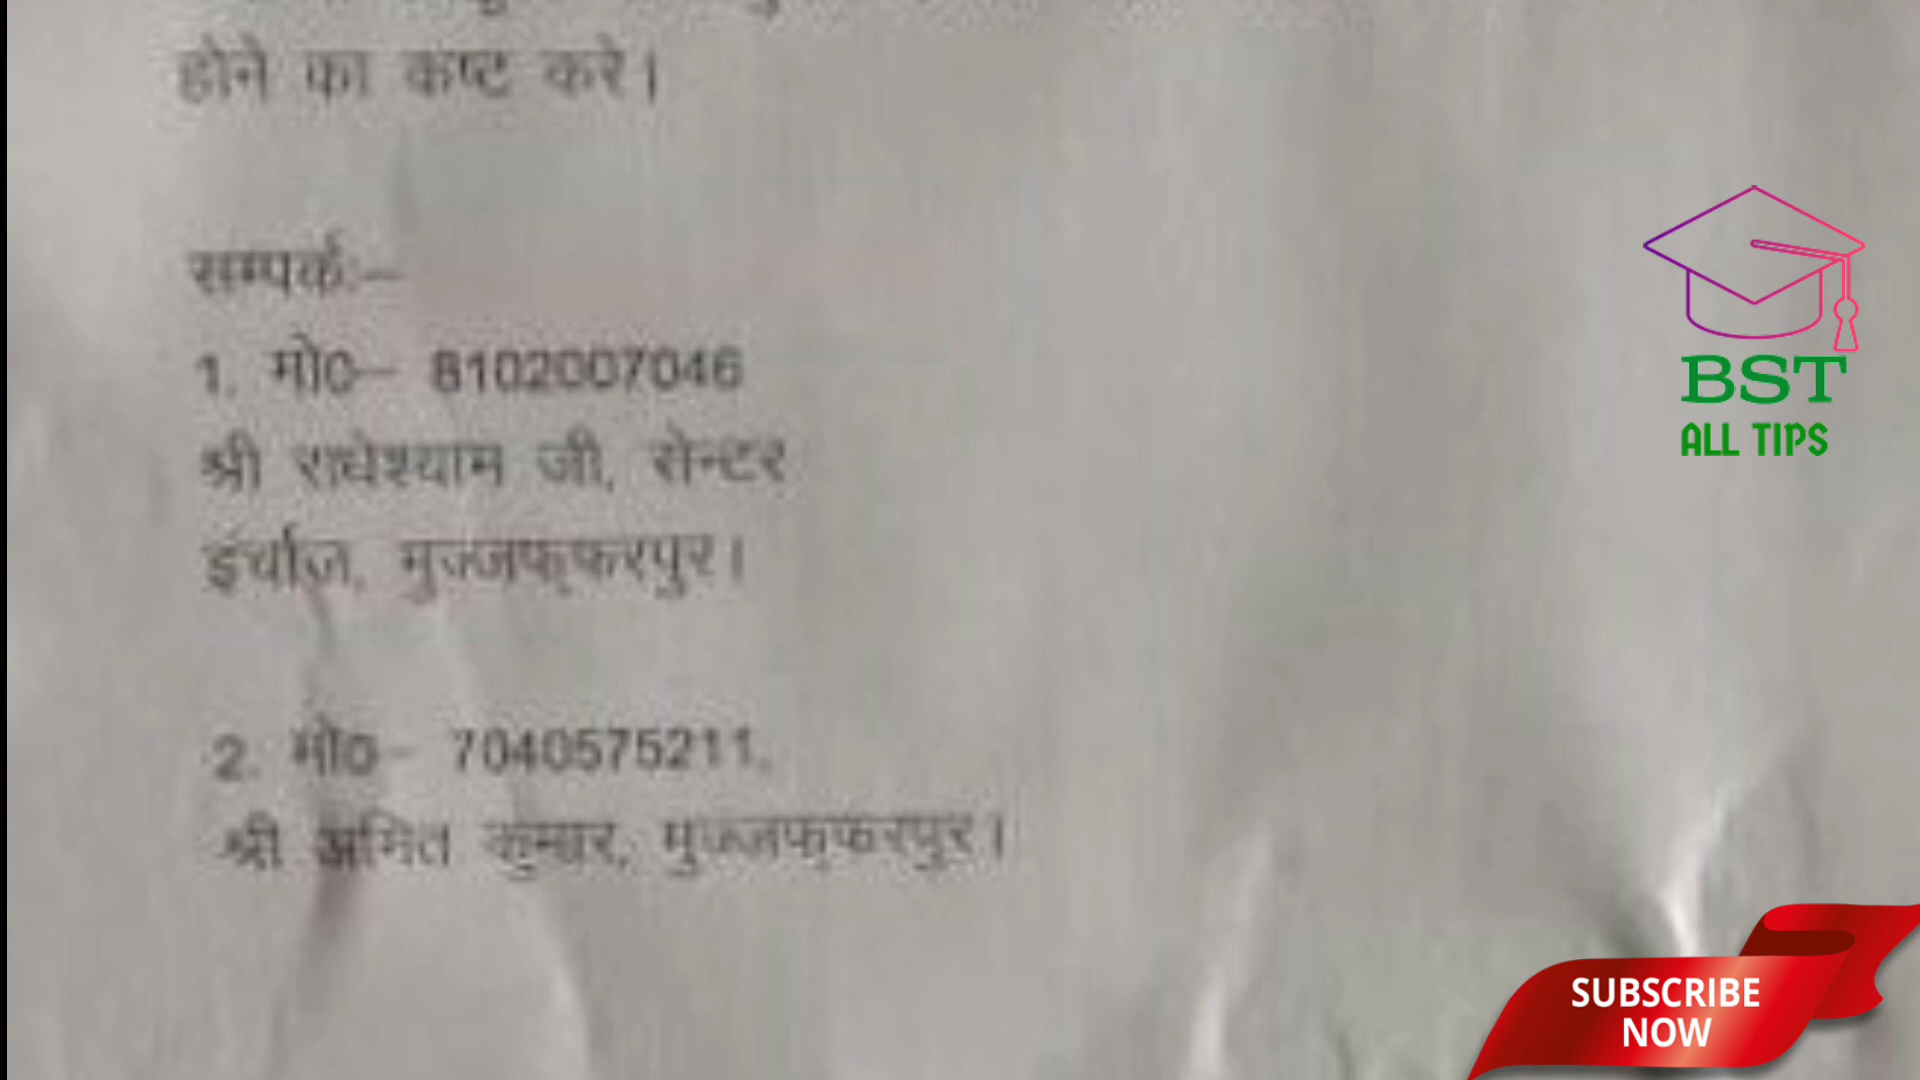 होने का कष्ट करे।
सम्पर्क:–
1. मो0– 8102007046
श्री राधेश्याम जी, सेन्टर
इंचार्ज, मुज्जफ्फरपुर।
2. मो0– 7040575211,
श्री अमित कुमार, मुज्जफ्फरपुर।
BST
ALL TIPS
SUBSCRIBE
NOW